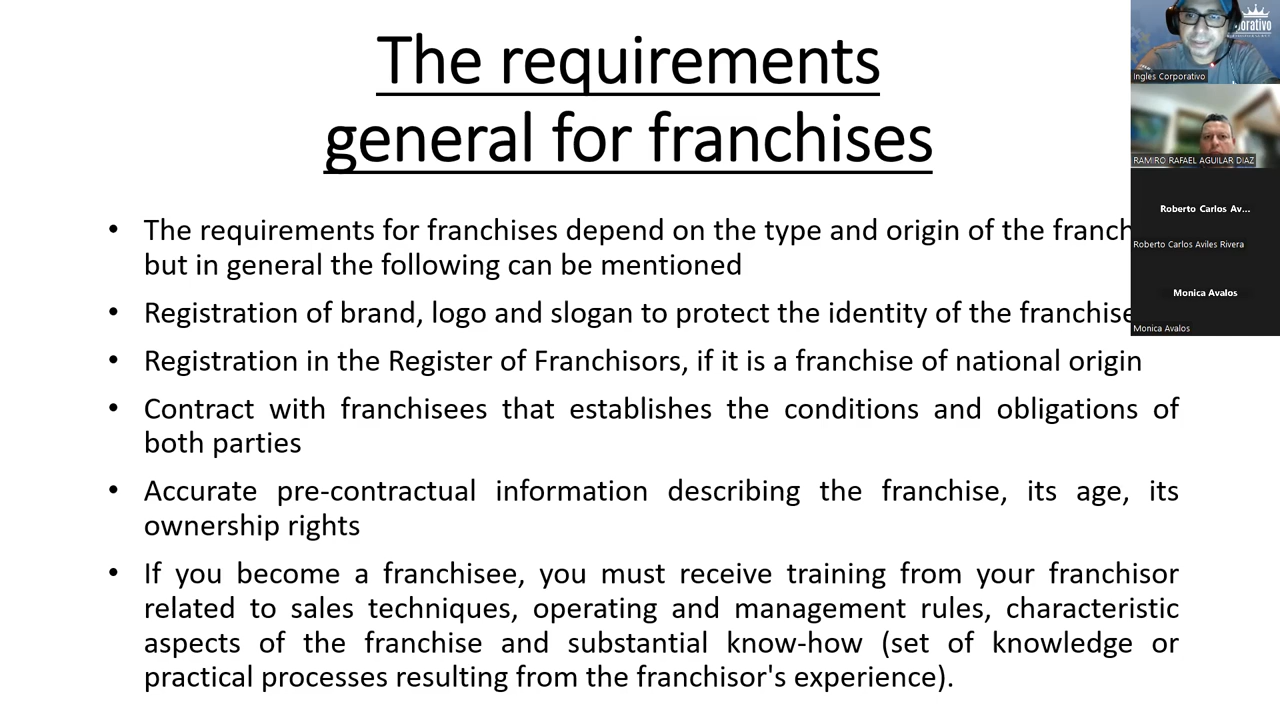 The requirements
general for franchises
• The requirements for franchises depend on the type and origin of the
but in general the following can be mentioned
• Registration of brand, logo and slogan to protect the identity of the franchise
• Registration in the Register of Franchisors, if it is a franchise of national origin
• Contract with franchisees that establishes the conditions and obligations of
both parties
• Accurate pre-contractual information describing the franchise, its age, its
ownership rights
• If you become a franchisee, you must receive training from your franchisor
related to sales techniques, operating and management rules, characteristic
aspects of the franchise and substantial know-how (set of knowledge or
practical processes resulting from the franchisor's experience).
Ingles Corporativo
RAMIRO RAFAEL AGUILAR DIAZ
Roberto Carlos Av...
Roberto Carlos Aviles Rivera
Monica Avalos
Monica Avalos